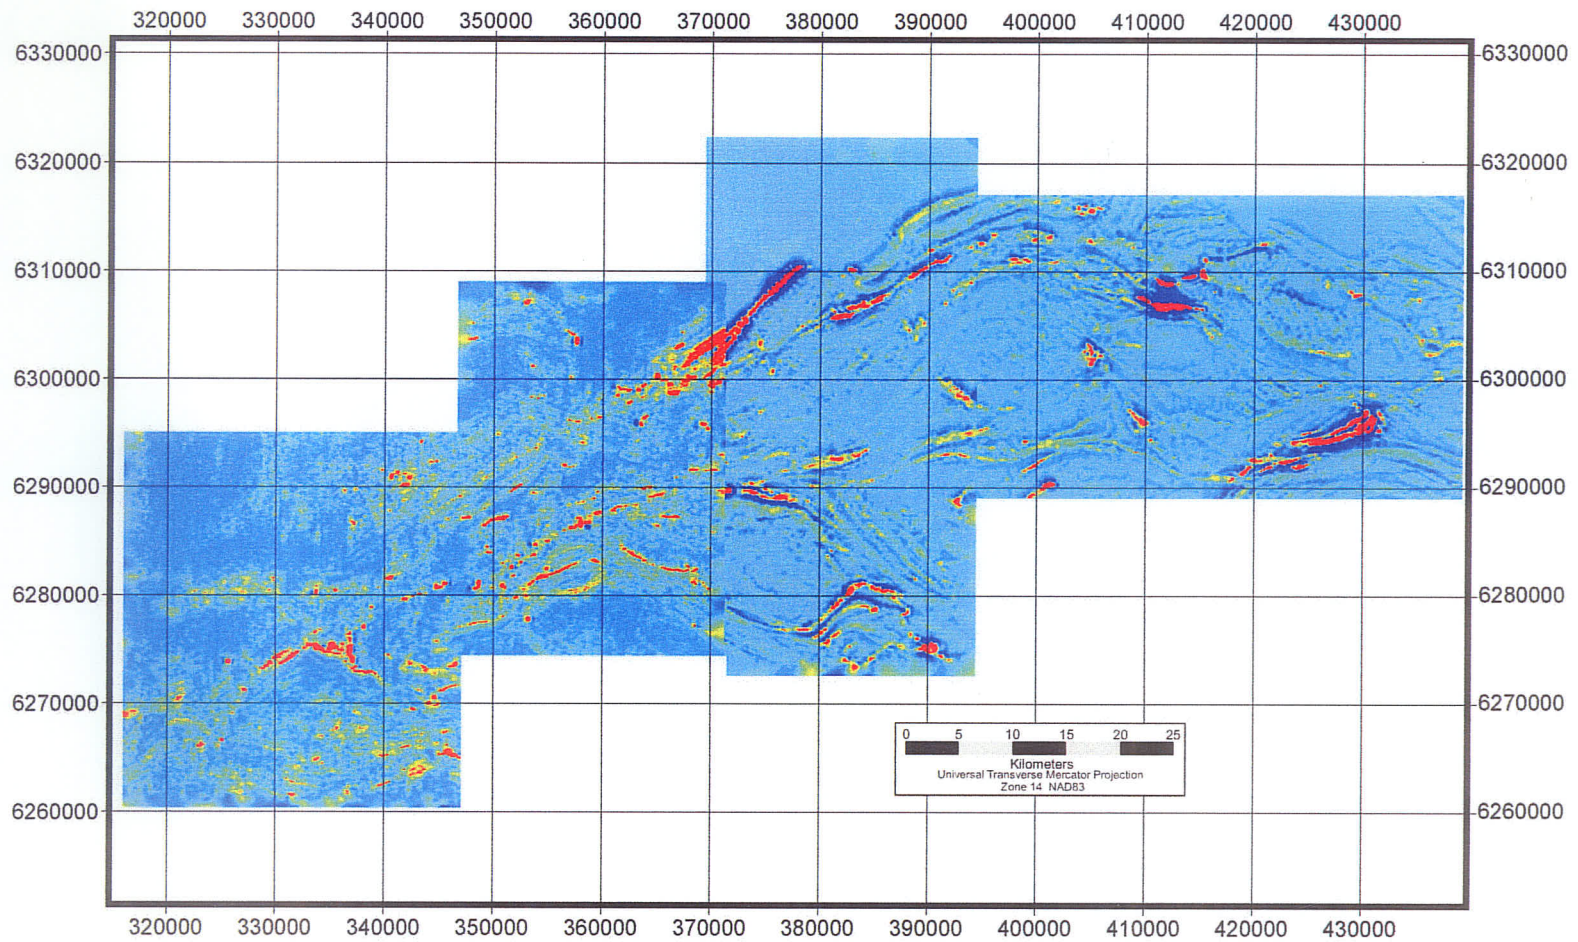 320000 330000 340000 350000 360000 370000 380000 390000 400000 410000 420000 430000
6330000 6330000
6320000 6320000
6310000 6310000
6300000 6300000
6290000 6290000
6280000 6280000
6270000 6270000
0 5 10 15 20 25
Kilometers
Universal Transverse Mercator Projection
Zone 14 NAD83
6260000 6260000
320000 330000 340000 350000 360000 370000 380000 390000 400000 410000 420000 430000